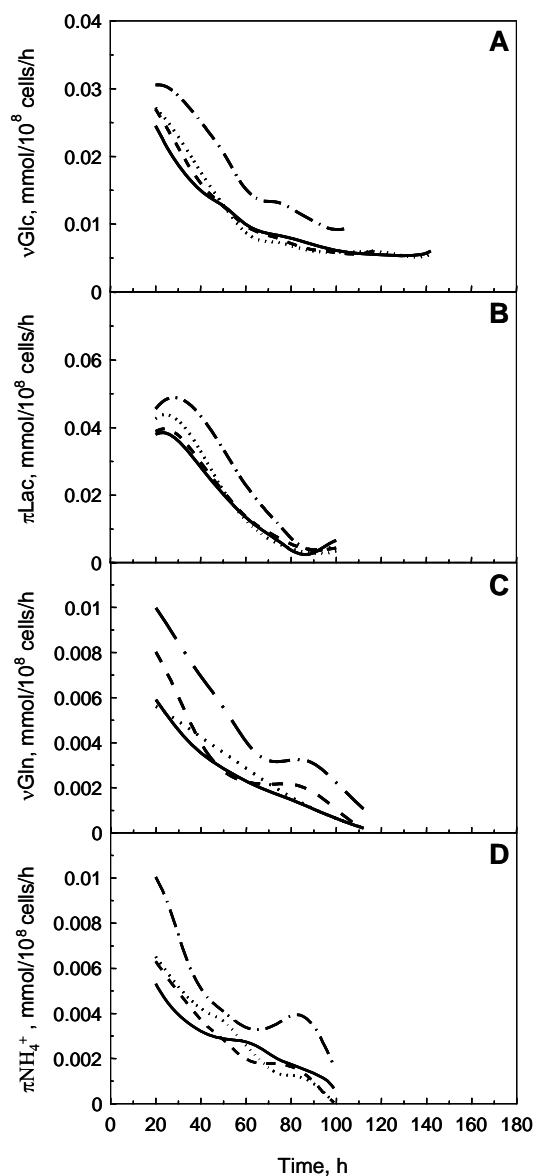 A
0.04
0.03
0.02
0.01
0
νGlc, mmol/10⁸ cells/h
B
0.06
0.04
0.02
0
πLac, mmol/10⁸ cells/h
C
0.01
0.008
0.006
0.004
0.002
0
νGln, mmol/10⁸ cells/h
D
0.01
0.008
0.006
0.004
0.002
0
πNH₄⁺, mmol/10⁸ cells/h
0 20 40 60 80 100 120 140 160 180
Time, h